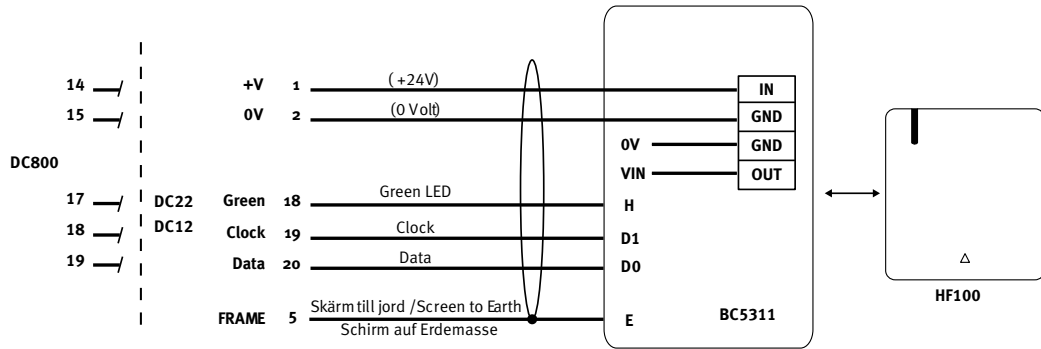 14 +V 1 ( +24V) IN
15 0V 2 (0 Volt) GND
0V GND
VIN OUT
DC800
17 DC22 Green 18 Green LED H
18 DC12 Clock 19 Clock D1
19 Data 20 Data D0
FRAME 5 Skärm till jord /Screen to Earth E
Schirm auf Erdemasse
BC5311
HF100